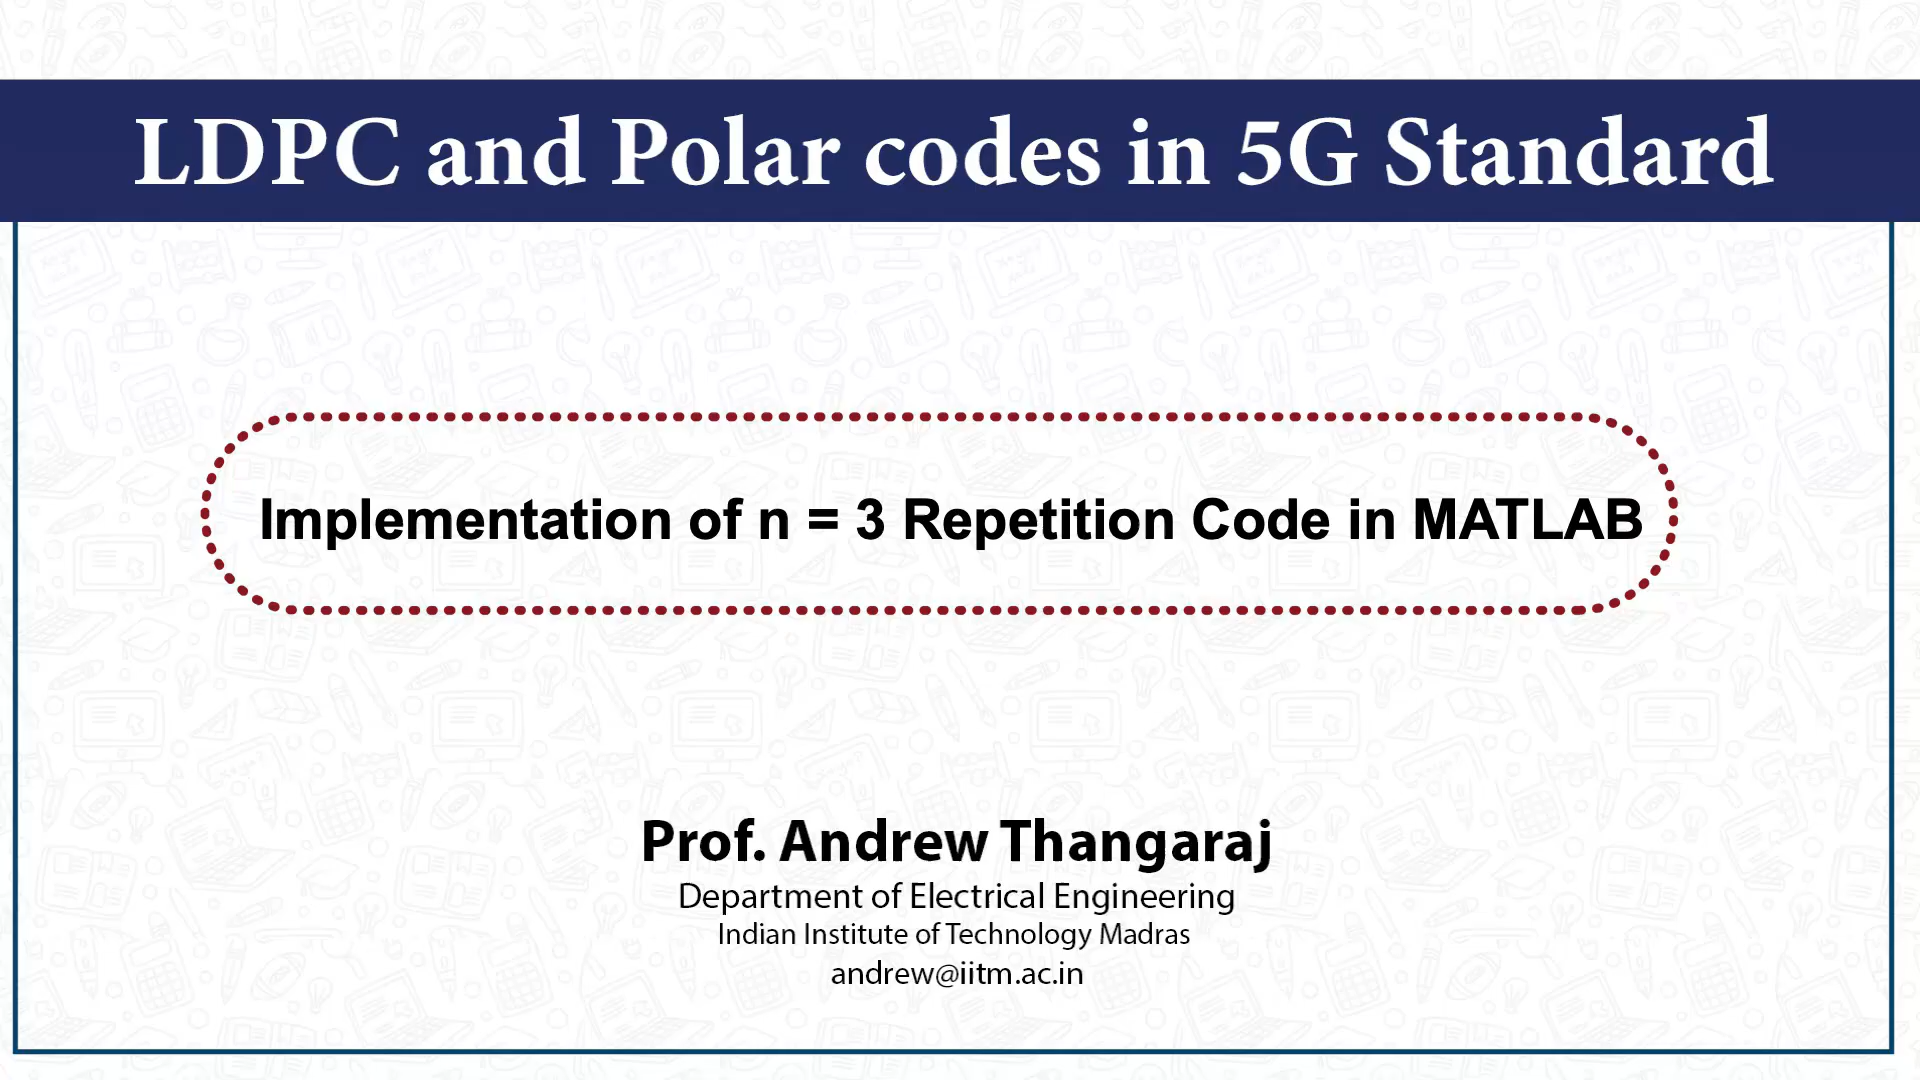 LDPC and Polar codes in 5G Standard
Implementation of n = 3 Repetition Code in MATLAB
Prof. Andrew Thangaraj
Department of Electrical Engineering
Indian Institute of Technology Madras
andrew@iitm.ac.in